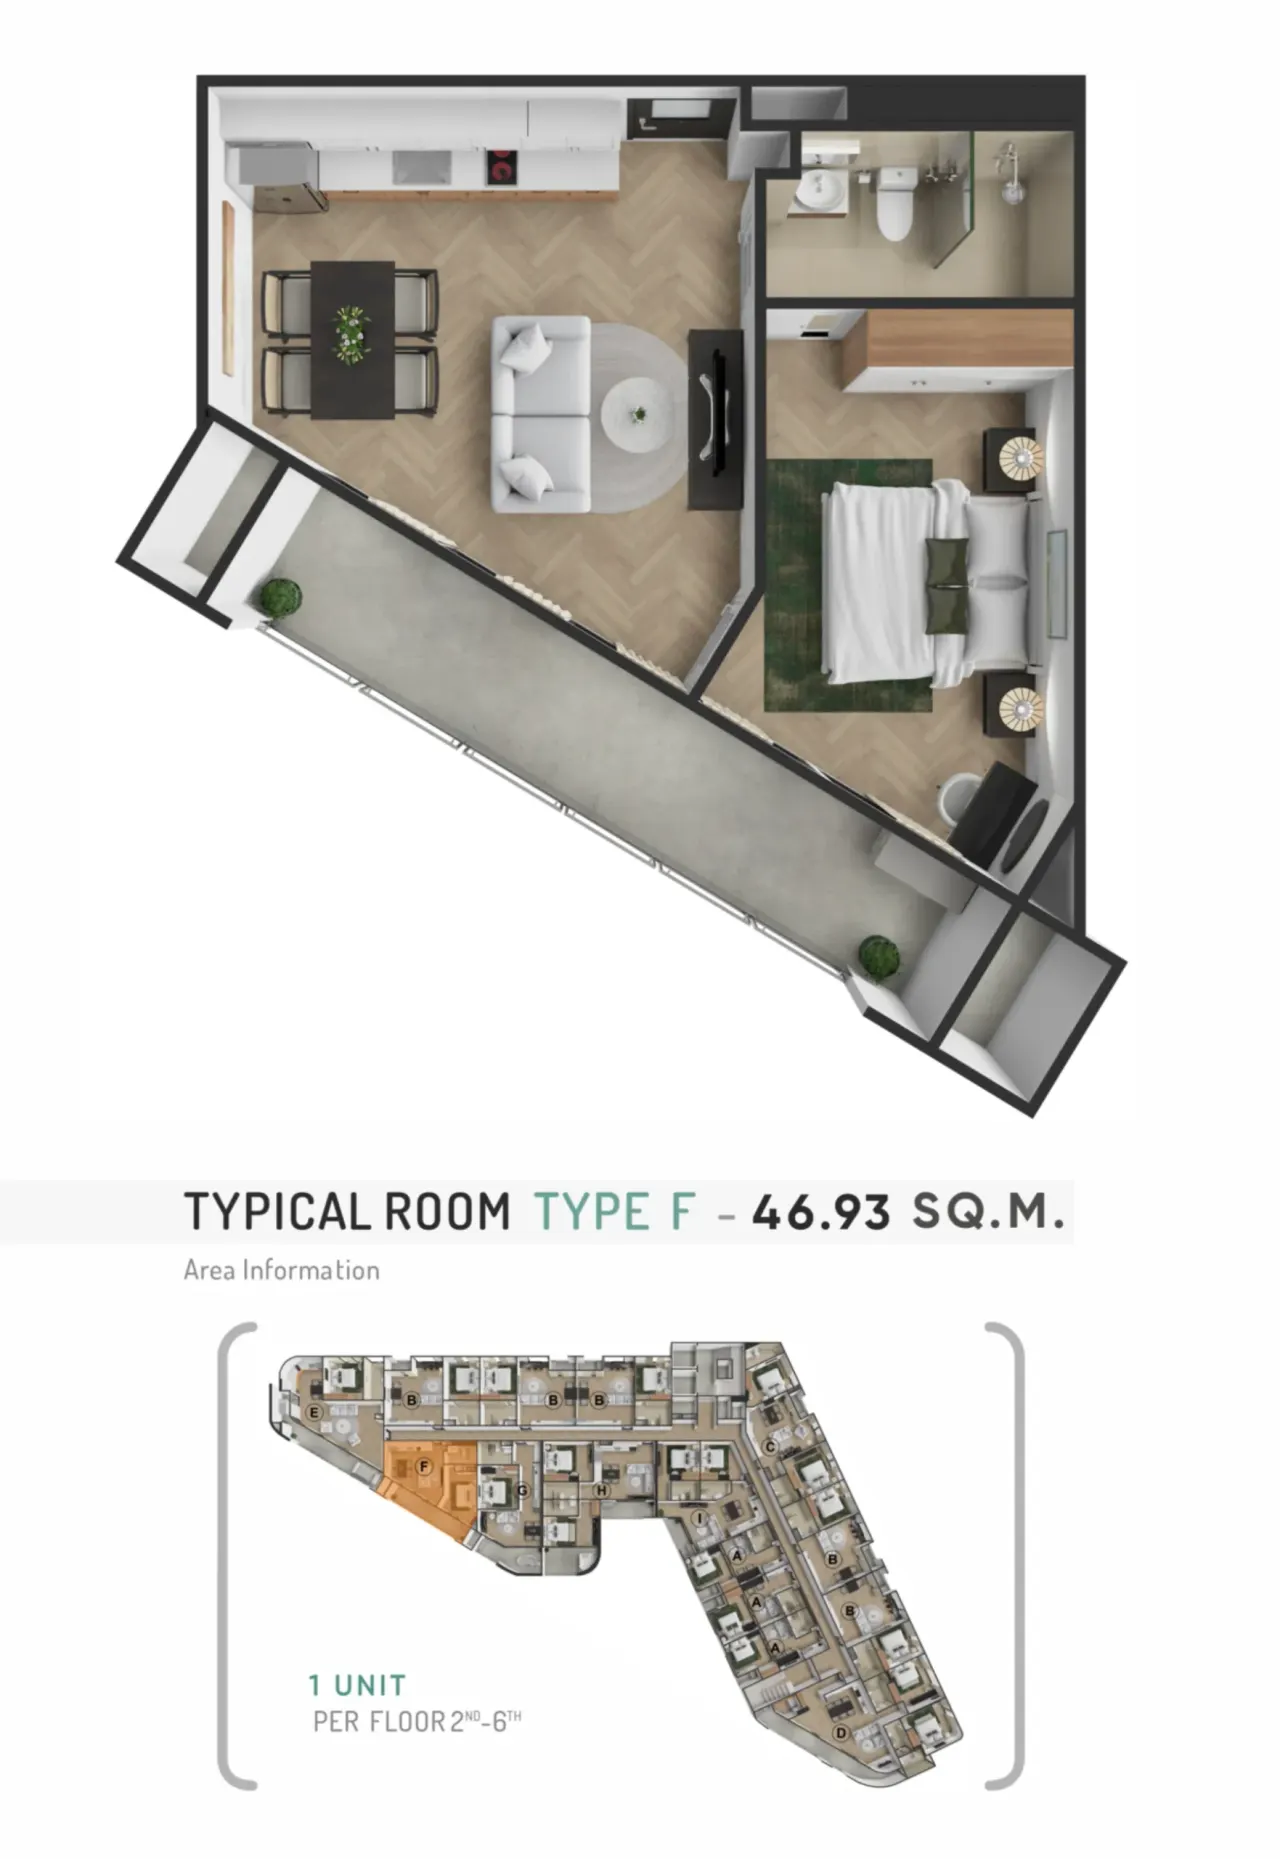 TYPICAL ROOM TYPE F - 46.93 SQ.M.
Area Information
E
B
B
B
F
G
H
C
I
A
B
A
B
A
D
1 UNIT
PER FLOOR 2ND-6TH